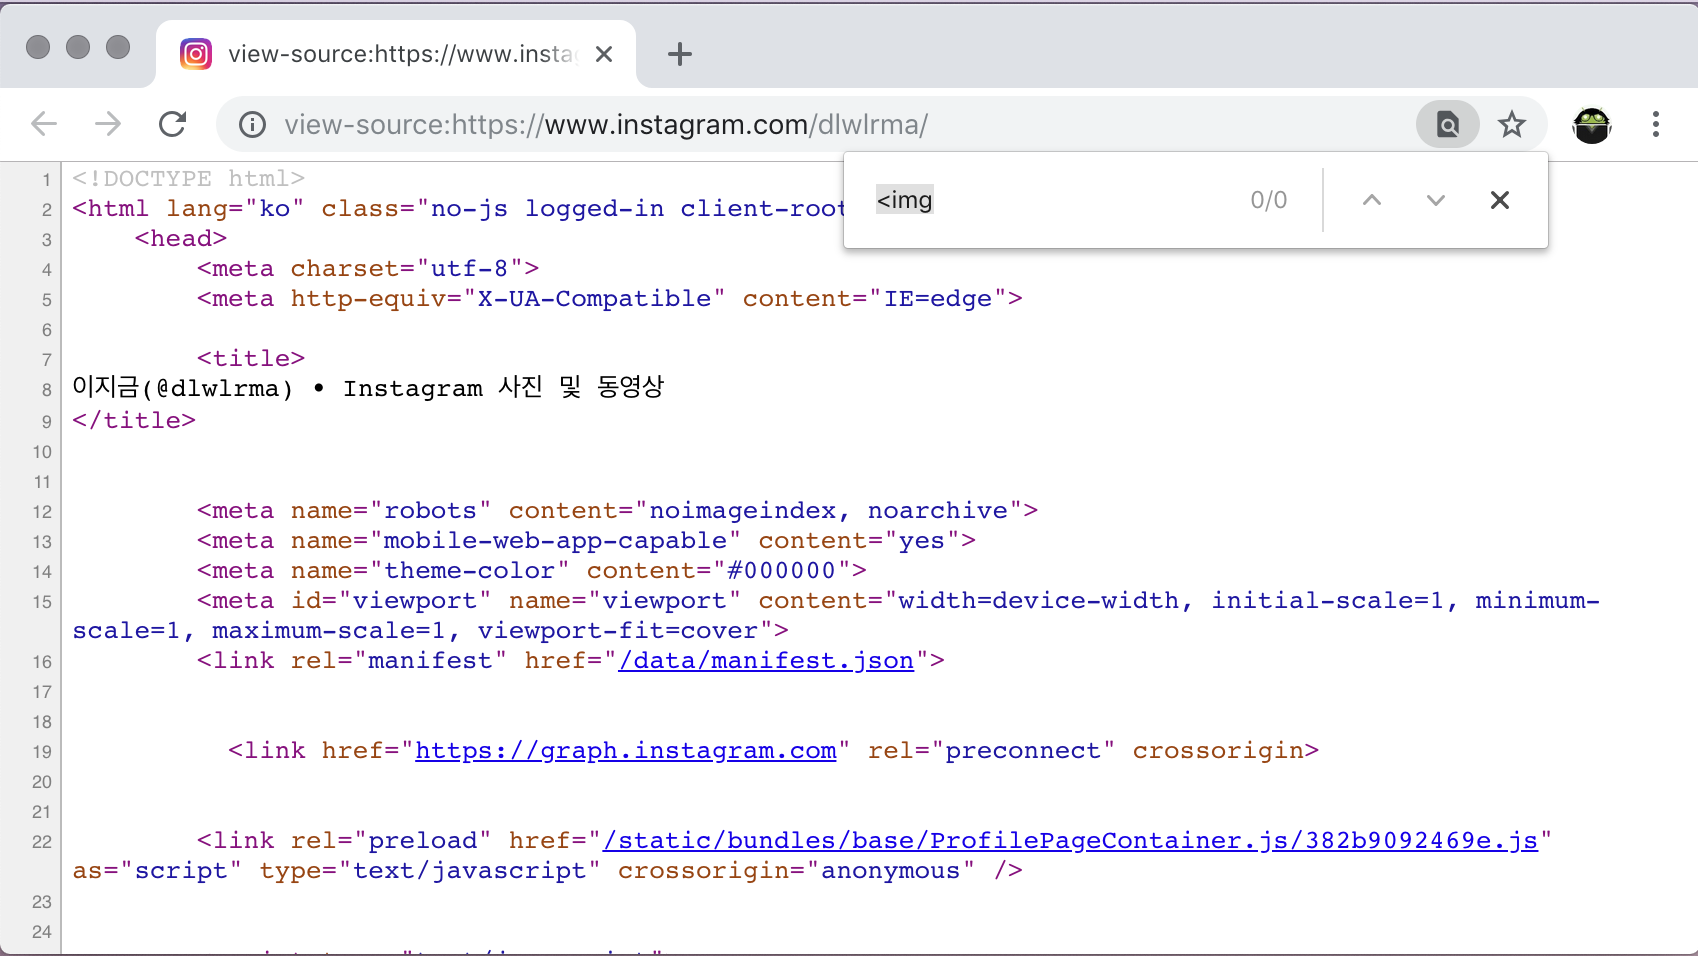 view-source:https://www.insta
view-source:https://www.instagram.com/dlwlrma/
<img
0/0
1 <!DOCTYPE html>
2 <html lang="ko" class="no-js logged-in client-root
3 <head>
4 <meta charset="utf-8">
5 <meta http-equiv="X-UA-Compatible" content="IE=edge">
6
7 <title>
8 이지금(@dlwlrma) • Instagram 사진 및 동영상
9 </title>
10
11
12 <meta name="robots" content="noimageindex, noarchive">
13 <meta name="mobile-web-app-capable" content="yes">
14 <meta name="theme-color" content="#000000">
15 <meta id="viewport" name="viewport" content="width=device-width, initial-scale=1, minimum-
scale=1, maximum-scale=1, viewport-fit=cover">
16 <link rel="manifest" href="/data/manifest.json">
17
18
19 <link href="https://graph.instagram.com" rel="preconnect" crossorigin>
20
21
22 <link rel="preload" href="/static/bundles/base/ProfilePageContainer.js/382b9092469e.js"
as="script" type="text/javascript" crossorigin="anonymous" />
23
24